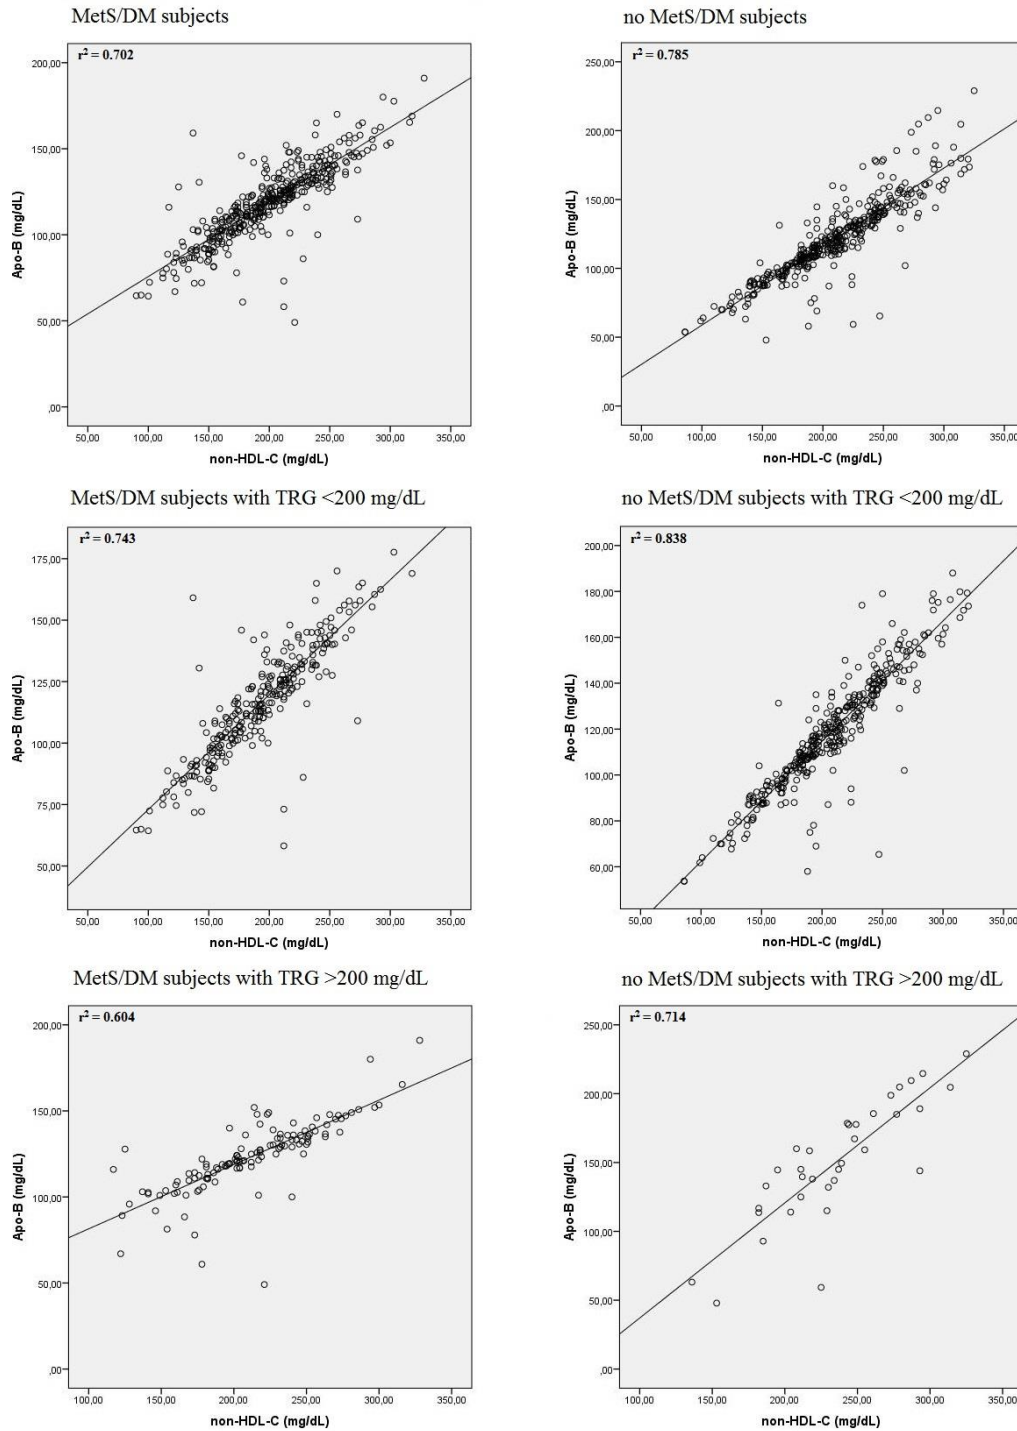 MetS/DM subjects
r² = 0.702
200,00
150,00
100,00
50,00
,00
Apo-B (mg/dL)
50,00 100,00 150,00 200,00 250,00 300,00 350,00
non-HDL-C (mg/dL)
no MetS/DM subjects
r² = 0.785
250,00
200,00
150,00
100,00
50,00
,00
Apo-B (mg/dL)
50,00 100,00 150,00 200,00 250,00 300,00 350,00
non-HDL-C (mg/dL)
MetS/DM subjects with TRG <200 mg/dL
r² = 0.743
175,00
150,00
125,00
100,00
75,00
50,00
Apo-B (mg/dL)
50,00 100,00 150,00 200,00 250,00 300,00 350,00
non-HDL-C (mg/dL)
no MetS/DM subjects with TRG <200 mg/dL
r² = 0.838
200,00
180,00
160,00
140,00
120,00
100,00
80,00
60,00
Apo-B (mg/dL)
50,00 100,00 150,00 200,00 250,00 300,00 350,00
non-HDL-C (mg/dL)
MetS/DM subjects with TRG >200 mg/dL
r² = 0.604
200,00
150,00
100,00
50,00
,00
Apo-B (mg/dL)
100,00 150,00 200,00 250,00 300,00 350,00
non-HDL-C (mg/dL)
no MetS/DM subjects with TRG >200 mg/dL
r² = 0.714
250,00
200,00
150,00
100,00
50,00
,00
Apo-B (mg/dL)
100,00 150,00 200,00 250,00 300,00 350,00
non-HDL-C (mg/dL)